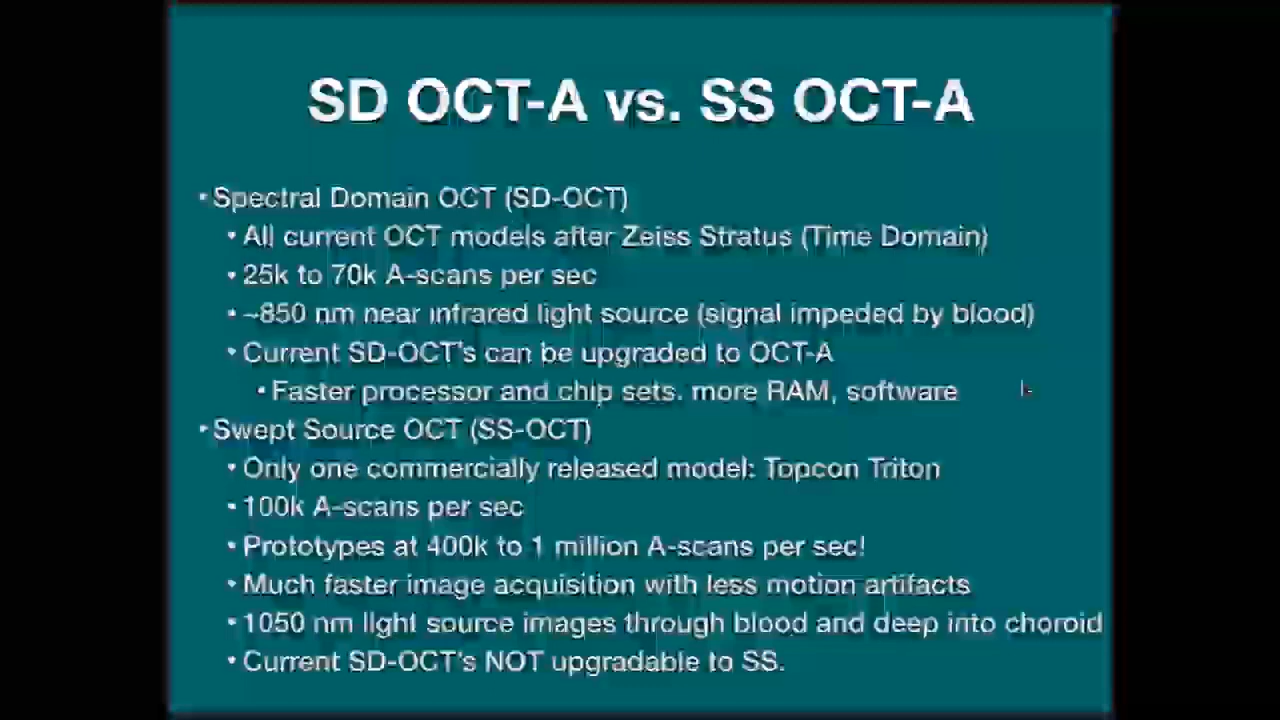 SD OCT-A vs. SS OCT-A
•Spectral Domain OCT (SD-OCT)
•All current OCT models after Zeiss Stratus (Time Domain)
•25k to 70k A-scans per sec
•~850 nm near infrared light source (signal impeded by blood)
•Current SD-OCT's can be upgraded to OCT-A
•Faster processor and chip sets. more RAM, software
•Swept Source OCT (SS-OCT)
•Only one commercially released model: Topcon Triton
•100k A-scans per sec
•Prototypes at 400k to 1 million A-scans per sec!
•Much faster image acquisition with less motion artifacts
•1050 nm light source images through blood and deep into choroid
•Current SD-OCT's NOT upgradable to SS.